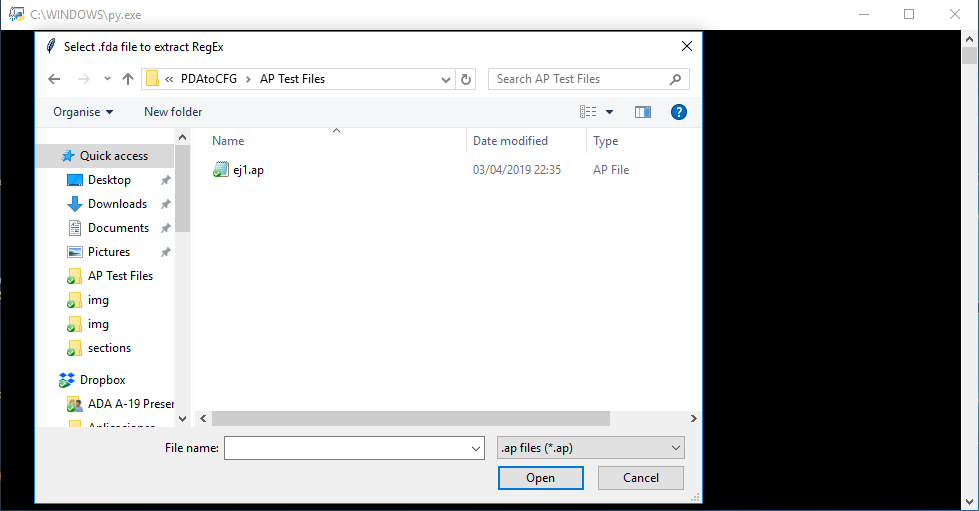 C:\WINDOWS\py.exe
Select .fda file to extract RegEx
« PDAtoCFG > AP Test Files
Search AP Test Files
Organise
New folder
Name
Date modified
Type
Quick access
ej1.ap
03/04/2019 22:35
AP File
Desktop
Downloads
Documents
Pictures
AP Test Files
img
img
sections
Dropbox
ADA A-19 Preser
File name:
.ap files (*.ap)
Open
Cancel